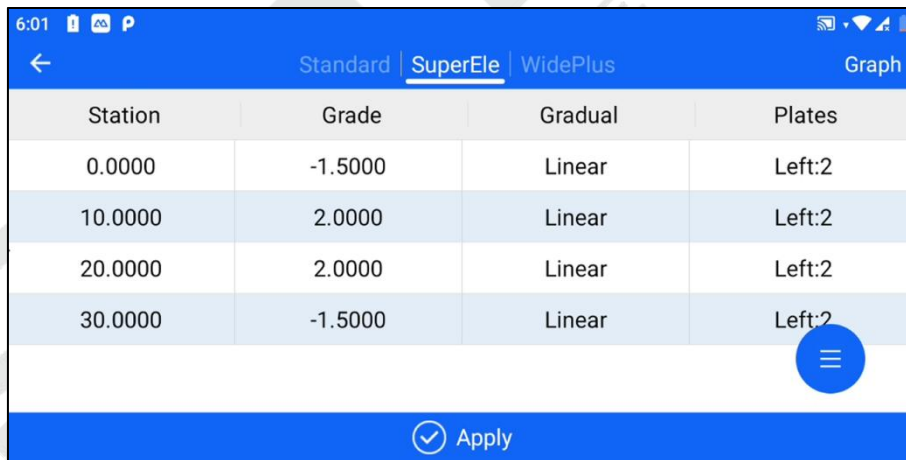 6:01
Standard SuperEle WidePlus Graph
Station Grade Gradual Plates
0.0000 -1.5000 Linear Left:2
10.0000 2.0000 Linear Left:2
20.0000 2.0000 Linear Left:2
30.0000 -1.5000 Linear Left:2
Apply